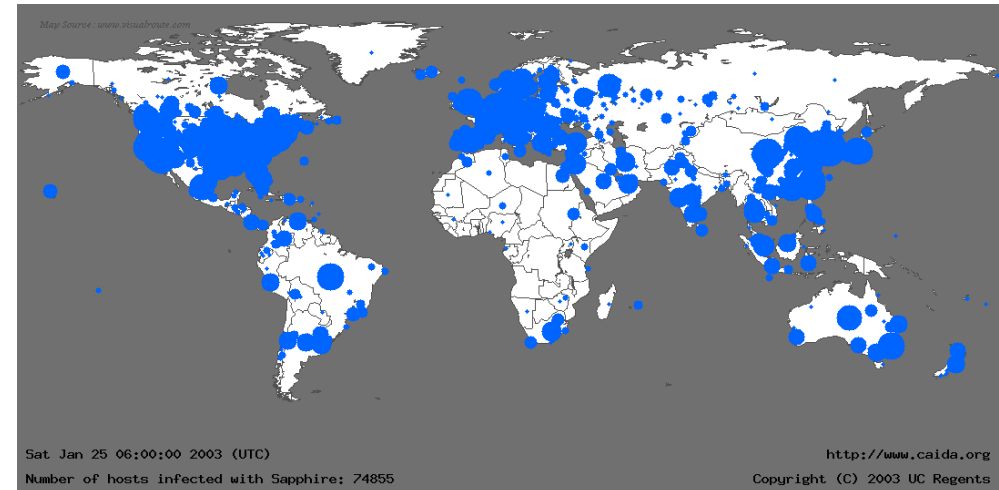 Map Source : www.visualroute.com
Sat Jan 25 06:00:00 2003 (UTC)
http://www.caida.org
Number of hosts infected with Sapphire: 74855
Copyright (C) 2003 UC Regents